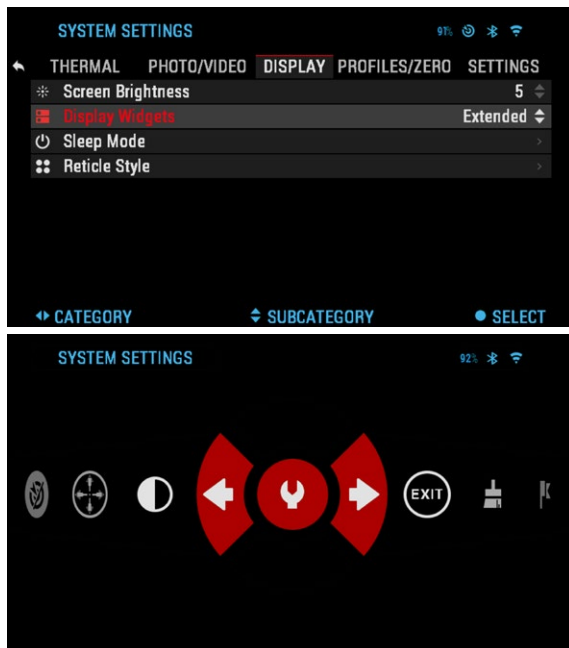 SYSTEM SETTINGS 91%
THERMAL PHOTO/VIDEO DISPLAY PROFILES/ZERO SETTINGS
Screen Brightness 5
Display Widgets Extended
Sleep Mode
Reticle Style
CATEGORY SUBCATEGORY SELECT
SYSTEM SETTINGS 92%
EXIT